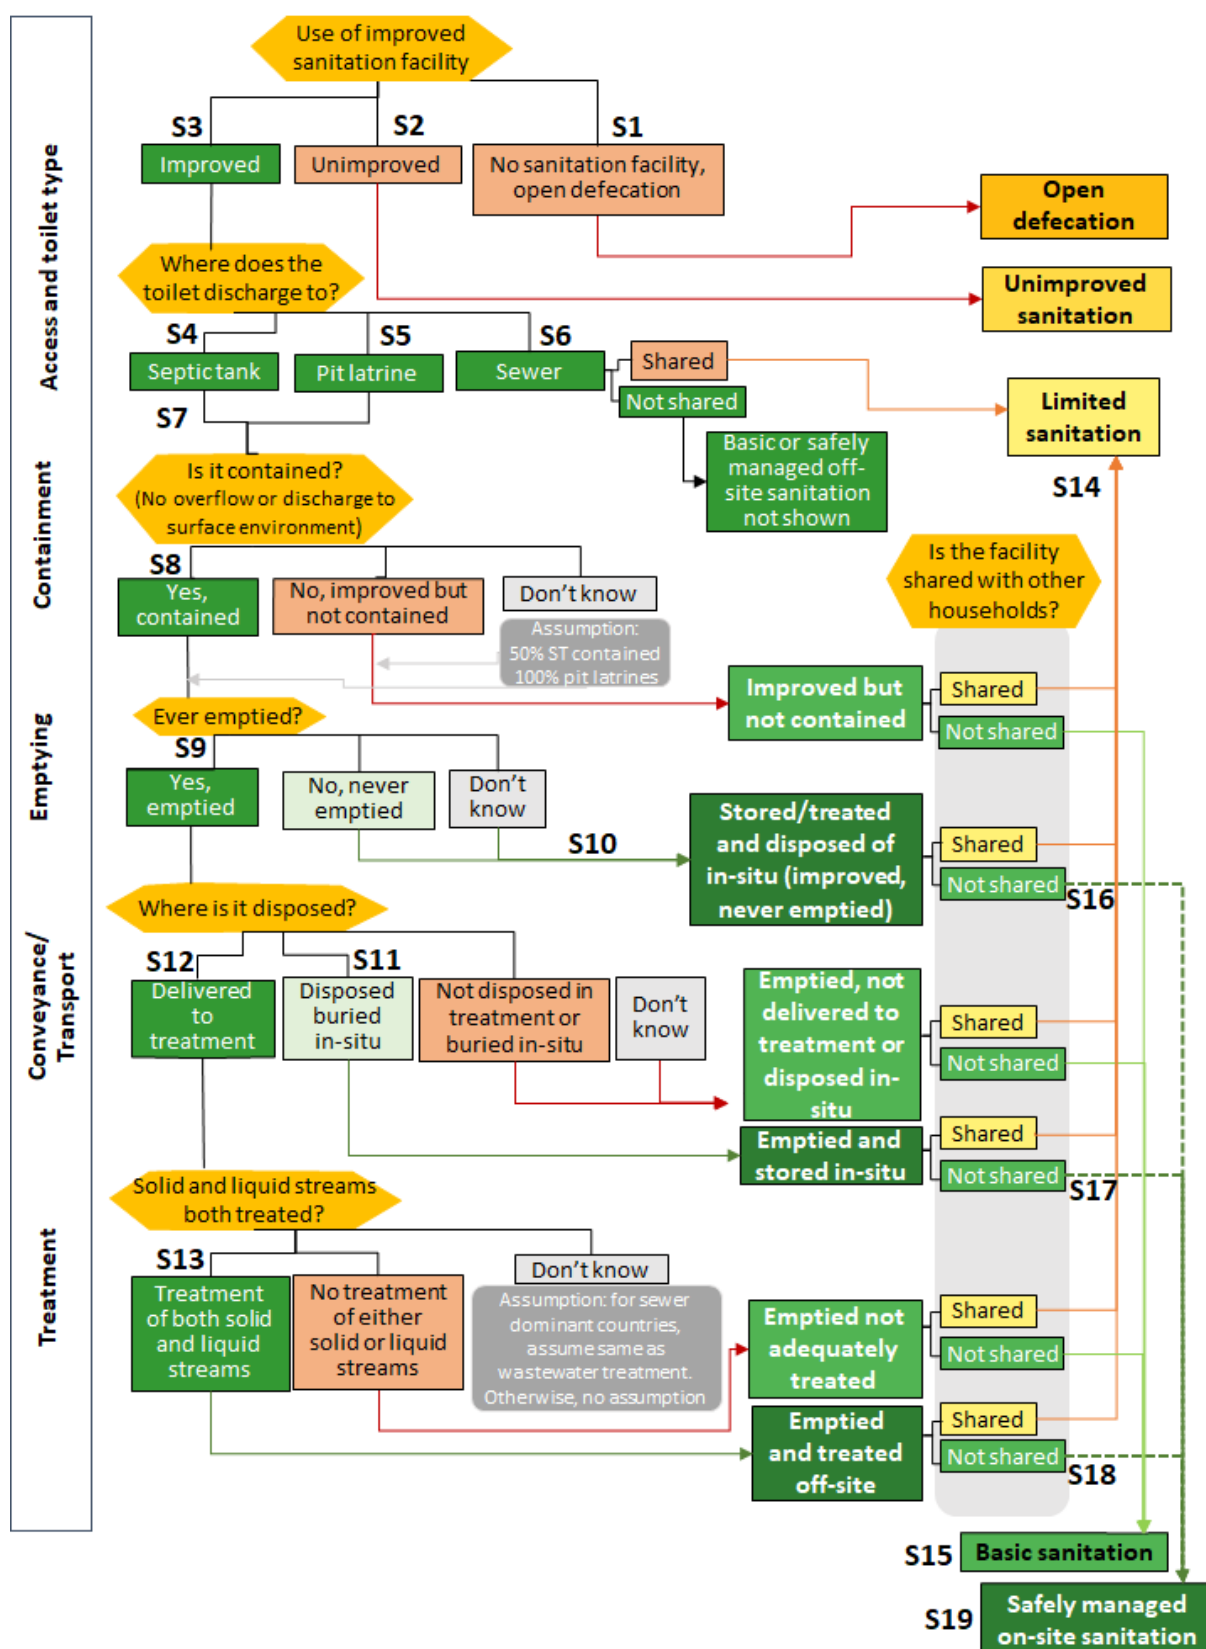 Use of improved
sanitation facility
S3
S2
S1
Improved
Unimproved
No sanitation facility,
open defecation
Open
defecation
Access and toilet type
Where does the
toilet discharge to?
Unimproved
sanitation
S4
S5
S6
Septic tank
Pit latrine
Sewer
Shared
Not shared
Limited
sanitation
S7
Basic or safely
managed off-
site sanitation
not shown
Containment
Is it contained?
(No overflow or discharge to
surface environment)
S14
Is the facility
shared with other
households?
S8
Yes,
contained
No, improved but
not contained
Don't know
Assumption:
50% ST contained
100% pit latrines
Improved but
not contained
Shared
Not shared
Emptying
Ever emptied?
S9
Yes,
emptied
No, never
emptied
Don't
know
S10
Stored/treated
and disposed of
in-situ (improved,
never emptied)
Shared
Not shared
S16
Conveyance/
Transport
Where is it disposed?
S12
S11
Delivered
to
treatment
Disposed
buried
in-situ
Not disposed in
treatment or
buried in-situ
Don't
know
Emptied, not
delivered to
treatment or
disposed in-
situ
Shared
Not shared
Emptied and
stored in-situ
Shared
Not shared
S17
Treatment
Solid and liquid streams
both treated?
S13
Treatment
of both solid
and liquid
streams
No treatment
of either
solid or liquid
streams
Don't know
Assumption: for sewer
dominant countries,
assume same as
wastewater treatment.
Otherwise, no assumption
Emptied not
adequately
treated
Shared
Not shared
Emptied
and treated
off-site
Shared
Not shared
S18
S15
Basic sanitation
S19
Safely managed
on-site sanitation